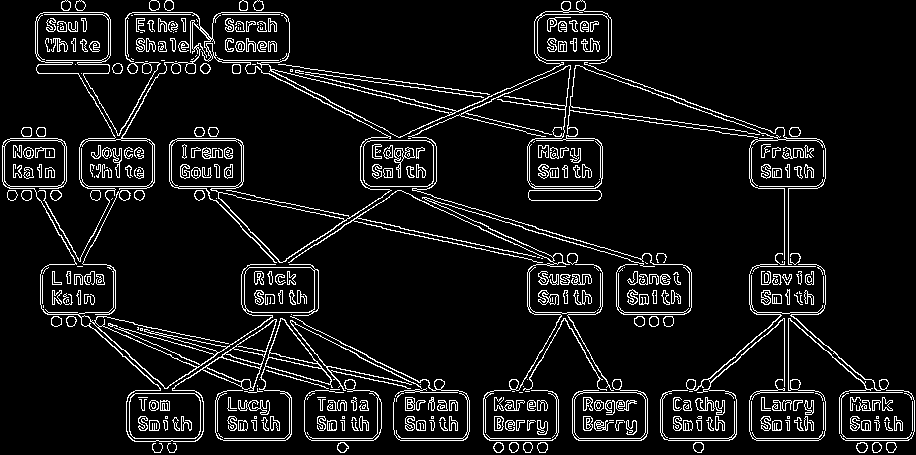 Saul
White
Ethel
Shale
Sarah
Cohen
Peter
Smith
Norm
Kain
Joyce
White
Irene
Gould
Edgar
Smith
Mary
Smith
Frank
Smith
Linda
Kain
Rick
Smith
Susan
Smith
Janet
Smith
David
Smith
Tom
Smith
Lucy
Smith
Tania
Smith
Brian
Smith
Karen
Berry
Roger
Berry
Cathy
Smith
Larry
Smith
Mark
Smith